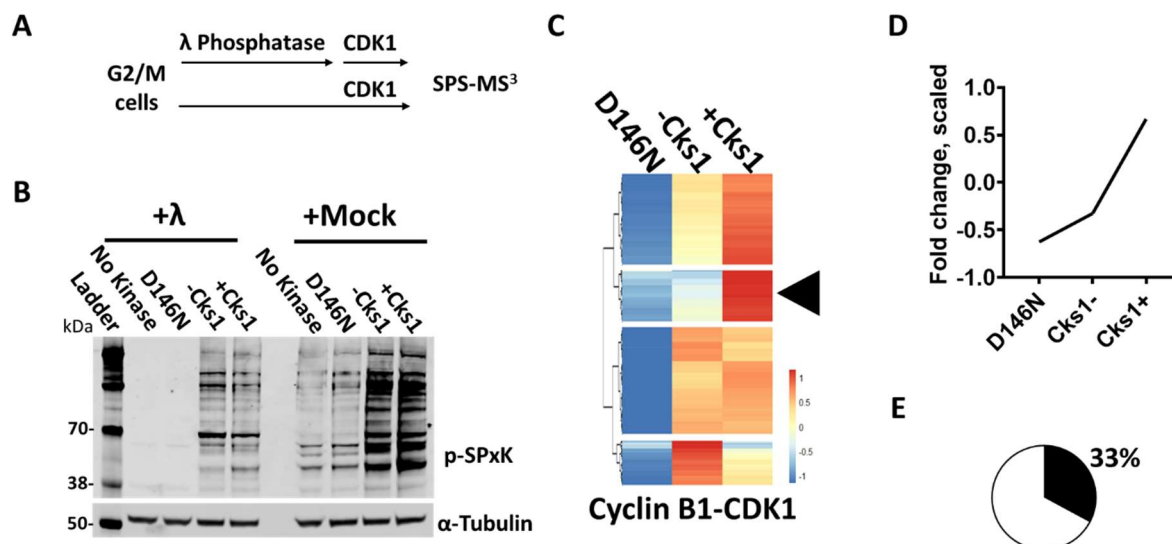 A
λ Phosphatase CDK1
G2/M cells
CDK1
SPS-MS³
B
+λ +Mock
kDa
Ladder
No Kinase
D146N
-Cks1
+Cks1
No Kinase
D146N
-Cks1
+Cks1
70-
38-
p-SPxK
50-
α-Tubulin
C
D146N
-Cks1
+Cks1
1
0.5
0
-0.5
-1
Cyclin B1-CDK1
D
Fold change, scaled
1.0
0.5
0.0
-0.5
-1.0
D146N
Cks1-
Cks1+
E
33%